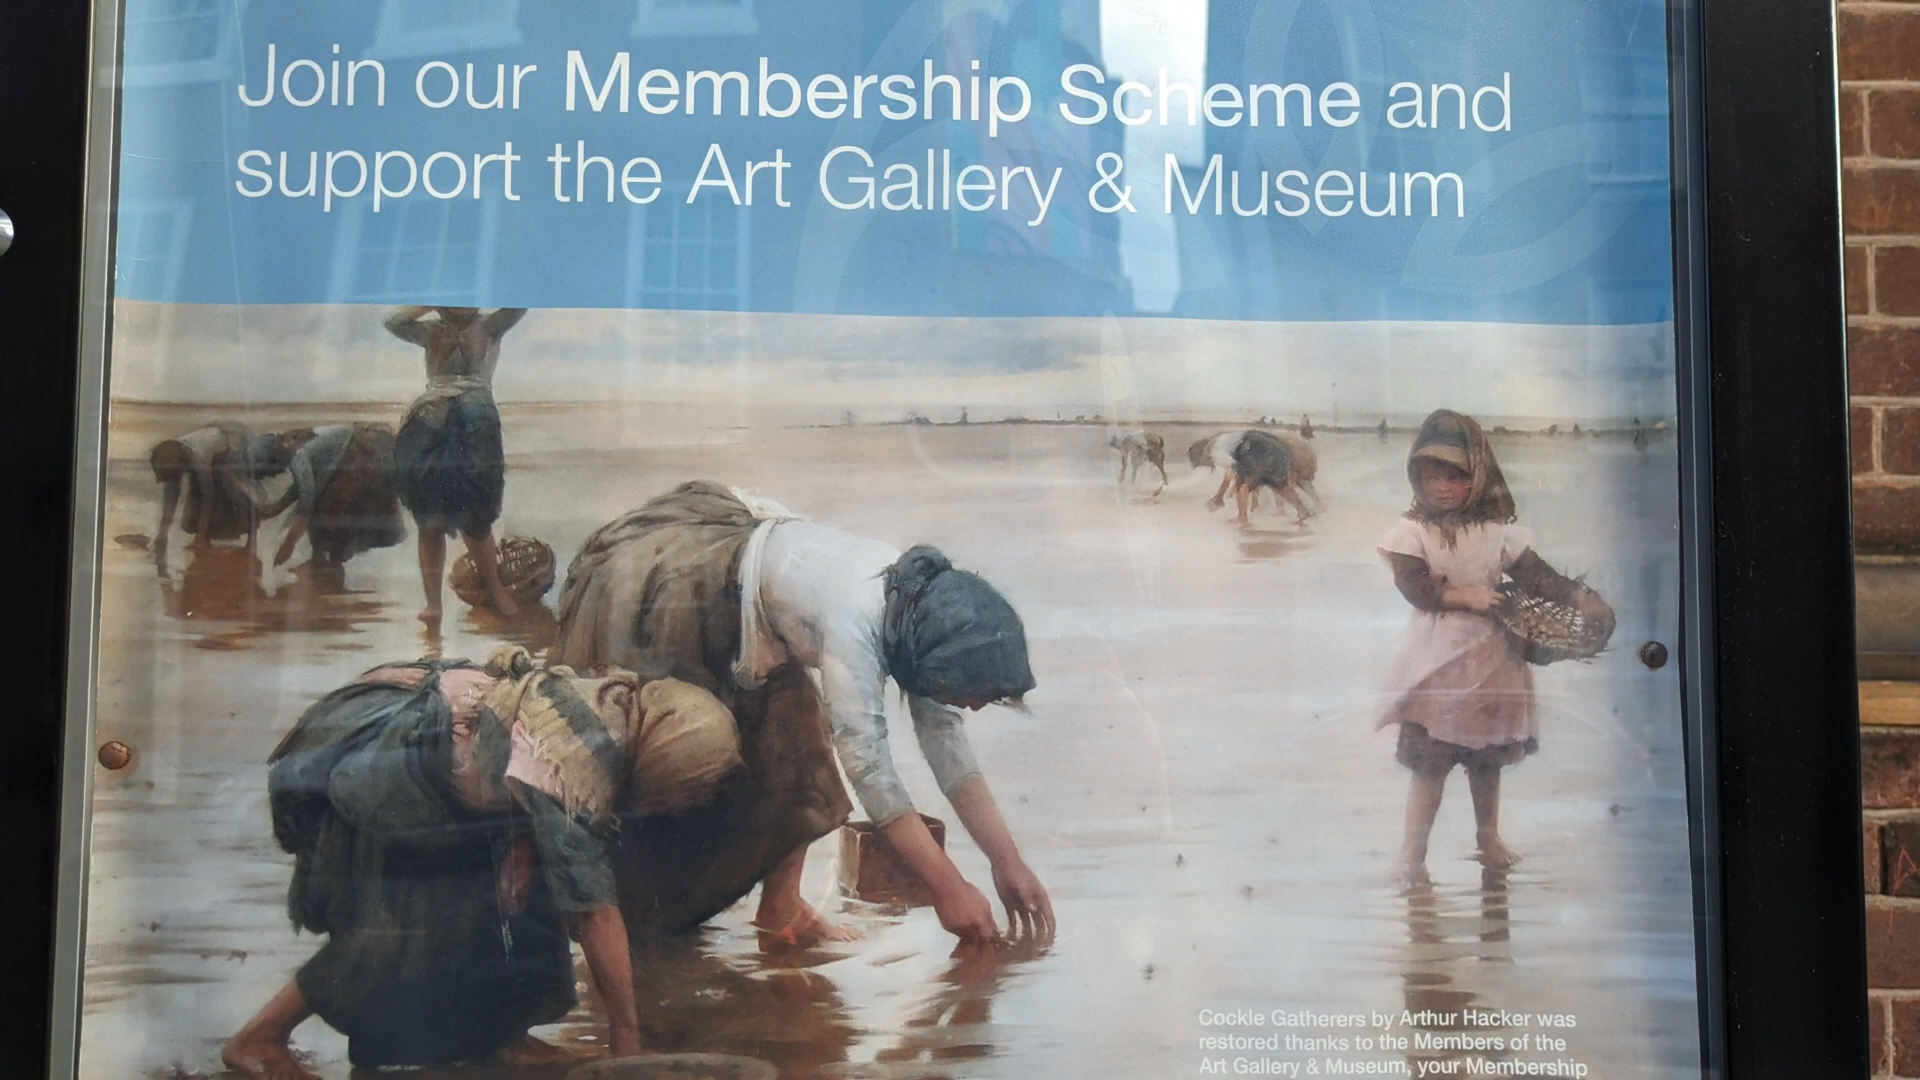 Join our Membership Scheme and
support the Art Gallery & Museum
Cockle Gatherers by Arthur Hacker was
restored thanks to the Members of the
Art Gallery & Museum, your Membership